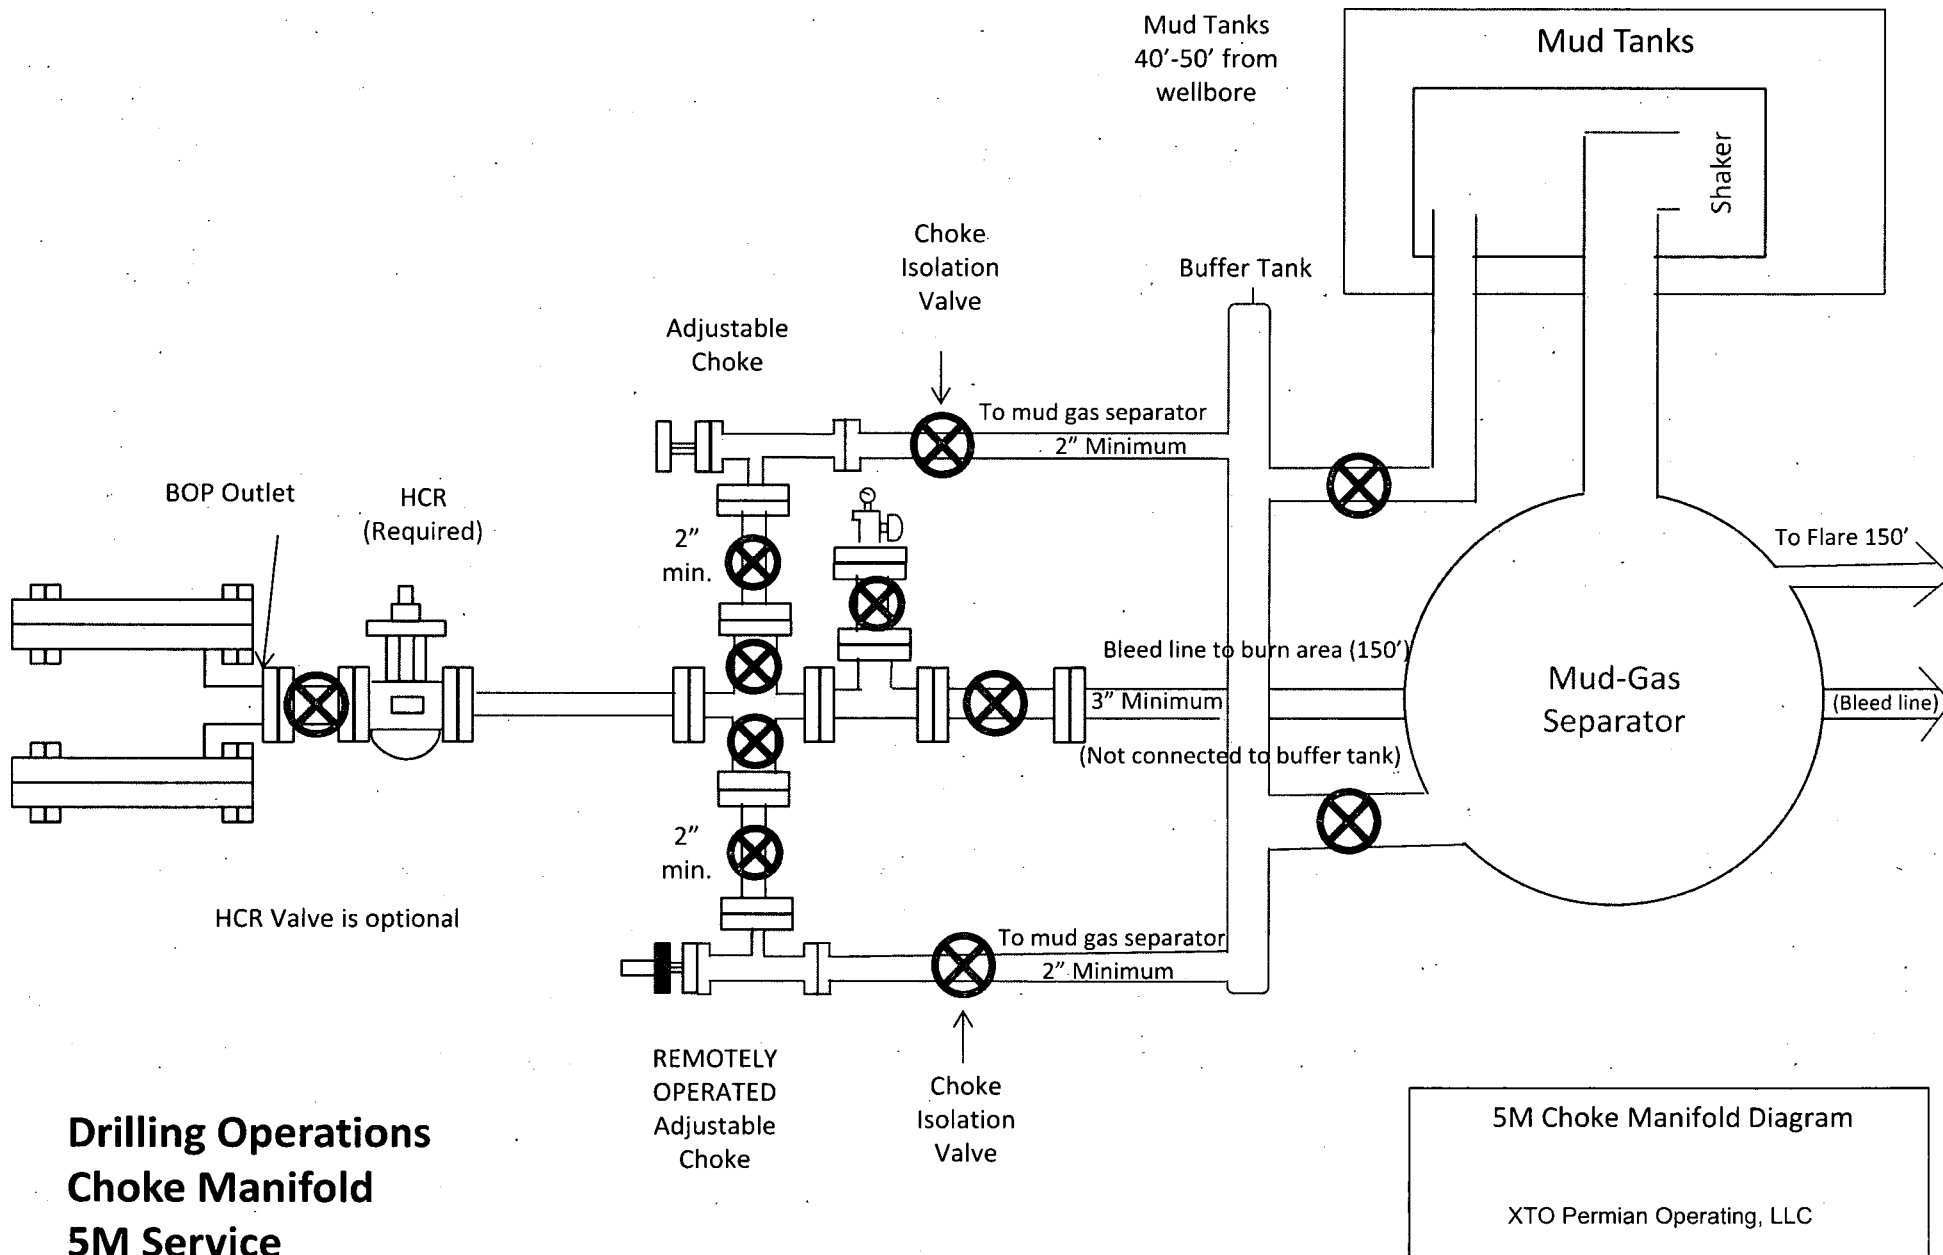 Mud Tanks
40’-50’ from
wellbore
Mud Tanks
Shaker
Choke
Isolation
Valve
Buffer Tank
Adjustable
Choke
To mud gas separator
2” Minimum
BOP Outlet
HCR
(Required)
2”
min.
To Flare 150’
Bleed line to burn area (150’)
3” Minimum
(Not connected to buffer tank)
Mud-Gas
Separator
(Bleed line)
2”
min.
HCR Valve is optional
To mud gas separator
2” Minimum
REMOTELY
OPERATED
Adjustable
Choke
Choke
Isolation
Valve
Drilling Operations
Choke Manifold
5M Service
5M Choke Manifold Diagram
XTO Permian Operating, LLC